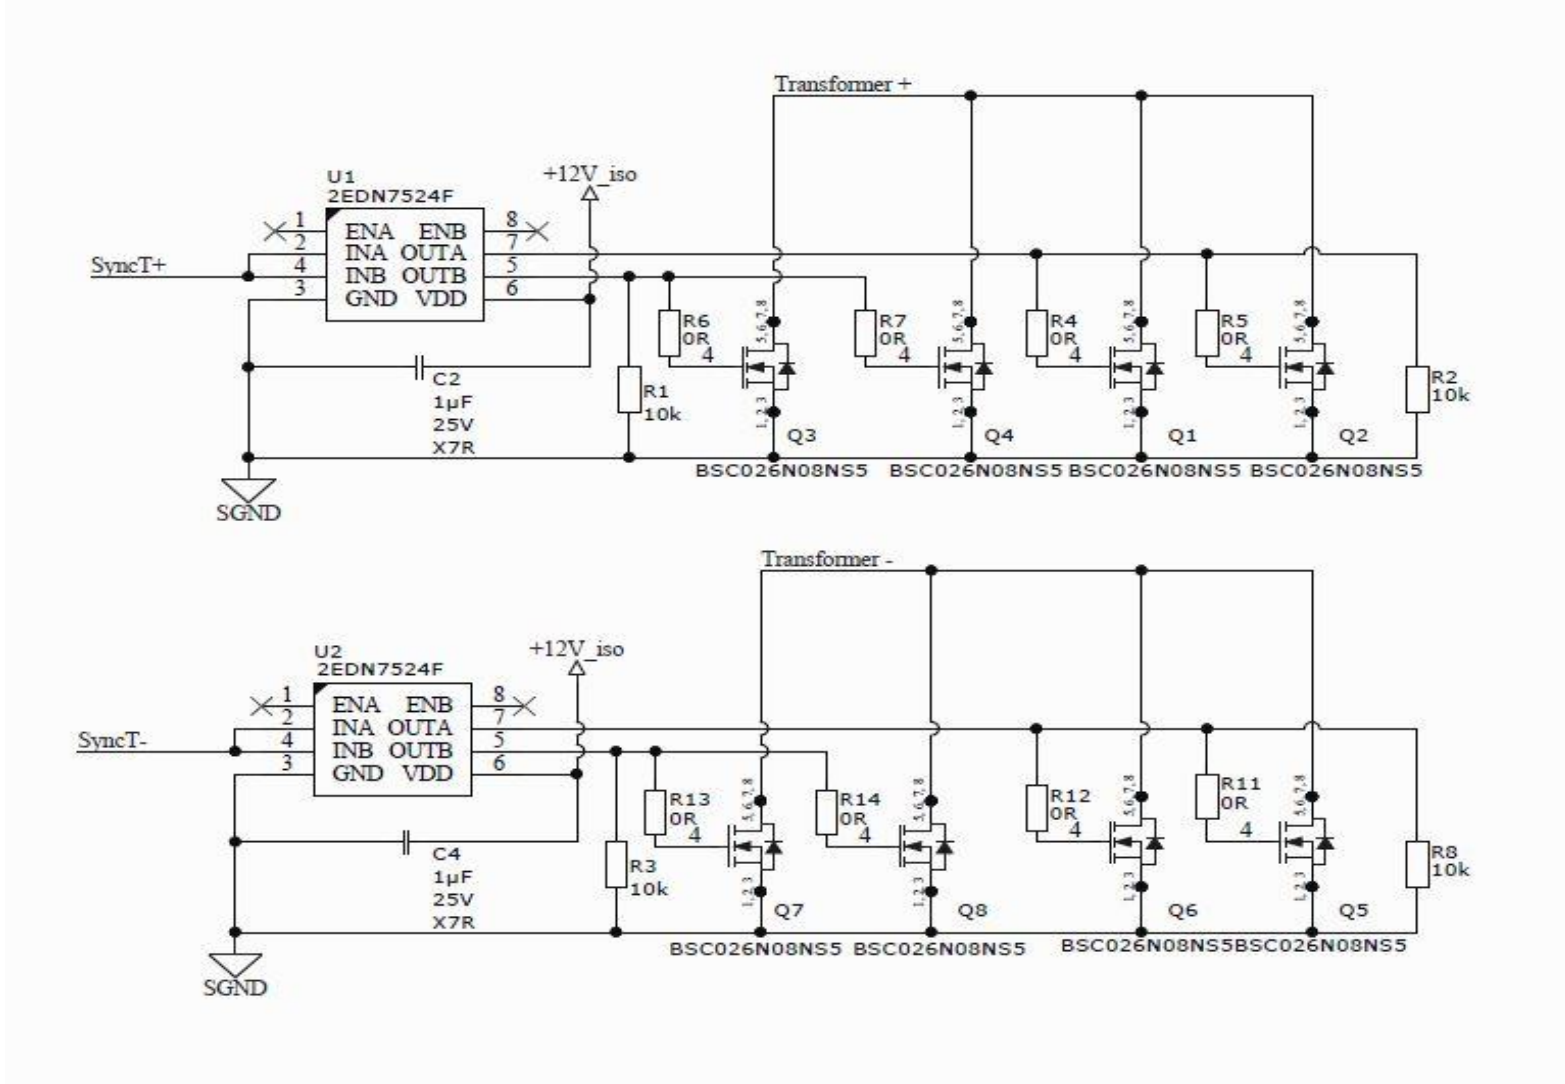 Transformer +
+12V_iso
U1
2EDN7524F
1 ENA ENB 8
2 INA OUTA 7
SyncT+
4 INB OUTB 5
3 GND VDD 6
C2
1µF
25V
X7R
R1
10k
R6
0R
4
5,6,7,8
1,2,3
Q3
BSC026N08NS5
R7
0R
4
5,6,7,8
1,2,3
Q4
BSC026N08NS5
R4
0R
4
5,6,7,8
1,2,3
Q1
BSC026N08NS5
R5
0R
4
5,6,7,8
1,2,3
Q2
BSC026N08NS5
R2
10k
SGND
Transformer -
+12V_iso
U2
2EDN7524F
1 ENA ENB 8
2 INA OUTA 7
SyncT-
4 INB OUTB 5
3 GND VDD 6
C4
1µF
25V
X7R
R3
10k
R13
0R
4
5,6,7,8
1,2,3
Q7
BSC026N08NS5
R14
0R
4
5,6,7,8
1,2,3
Q8
BSC026N08NS5
R12
0R
4
5,6,7,8
1,2,3
Q6
BSC026N08NS5
R11
0R
4
5,6,7,8
1,2,3
Q5
BSC026N08NS5
R8
10k
SGND